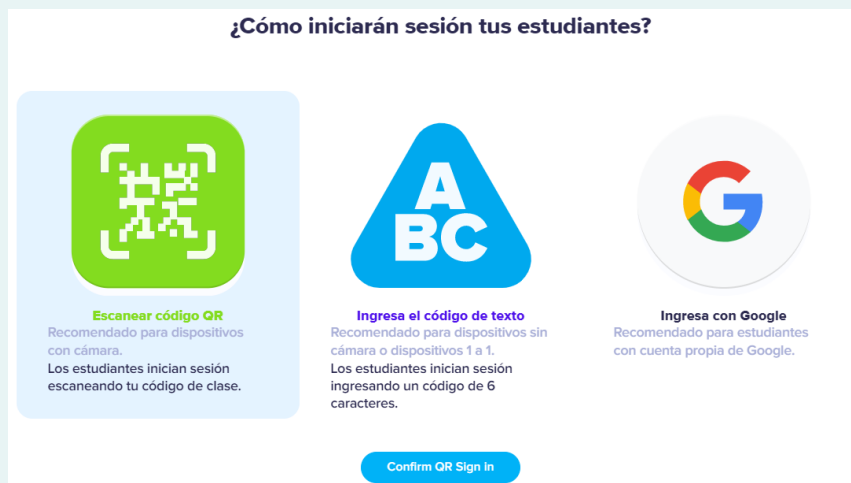 ¿Cómo iniciarán sesión tus estudiantes?
A
BC
G
Escanear código QR
Recomendado para dispositivos
con cámara.
Los estudiantes inician sesión
escaneando tu código de clase.
Ingresa el código de texto
Recomendado para dispositivos sin
cámara o dispositivos 1 a 1.
Los estudiantes inician sesión
ingresando un código de 6
caracteres.
Ingresa con Google
Recomendado para estudiantes
con cuenta propia de Google.
Confirm QR Sign in